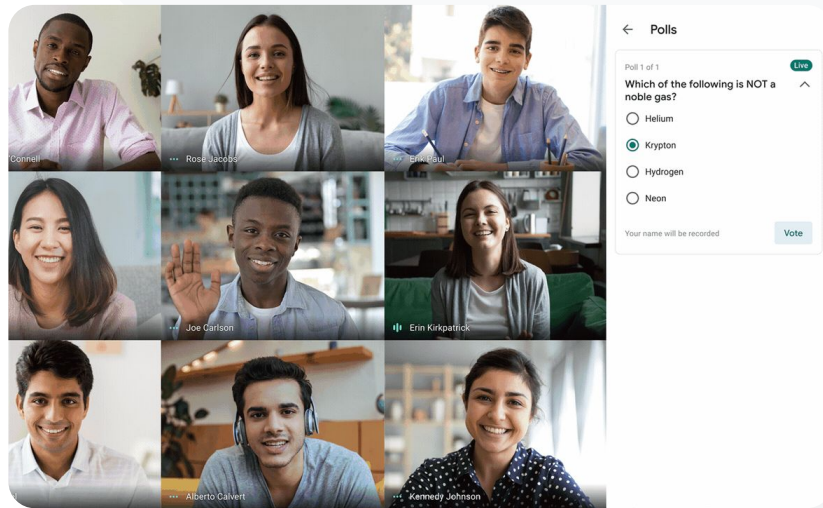 Connell
Rose Jacobs
Erik Paul
Joe Carlson
Erin Kirkpatrick
Alberto Calvert
Kennedy Johnson
Polls
Poll 1 of 1
Live
Which of the following is NOT a
noble gas?
Helium
Krypton
Hydrogen
Neon
Your name will be recorded
Vote